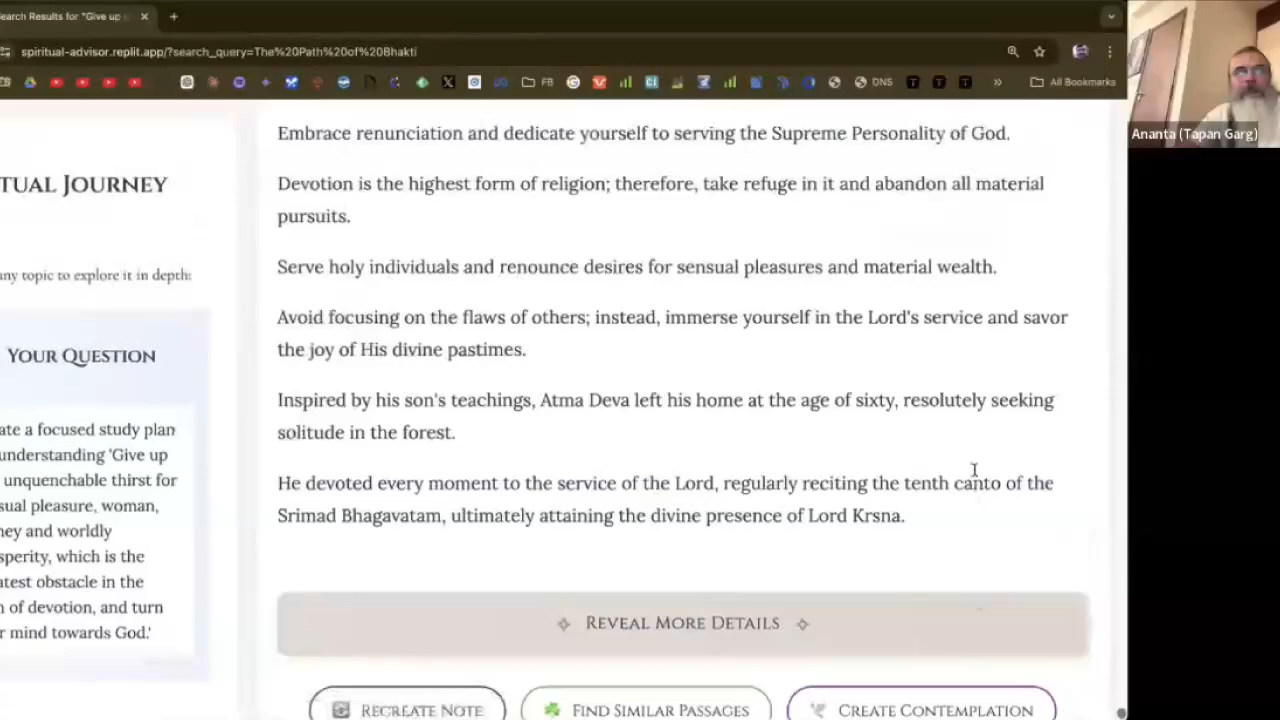 earch Results for "Give up
spiritual-advisor.replit.app/?search_query=The%20Path%20of%20Bhakti
FB
DNS
All Bookmarks
Ananta (Tapan Garg)
TUAL JOURNEY
any topic to explore it in depth:
YOUR QUESTION
ate a focused study plan
understanding 'Give up
unquenchable thirst for
sual pleasure, woman,
ney and worldly
sperity, which is the
atest obstacle in the
n of devotion, and turn
r mind towards God.'
Embrace renunciation and dedicate yourself to serving the Supreme Personality of God.
Devotion is the highest form of religion; therefore, take refuge in it and abandon all material
pursuits.
Serve holy individuals and renounce desires for sensual pleasures and material wealth.
Avoid focusing on the flaws of others; instead, immerse yourself in the Lord's service and savor
the joy of His divine pastimes.
Inspired by his son's teachings, Atma Deva left his home at the age of sixty, resolutely seeking
solitude in the forest.
He devoted every moment to the service of the Lord, regularly reciting the tenth canto of the
Srimad Bhagavatam, ultimately attaining the divine presence of Lord Krsna.
REVEAL MORE DETAILS
RECREATE NOTE
FIND SIMILAR PASSAGES
CREATE CONTEMPLATION